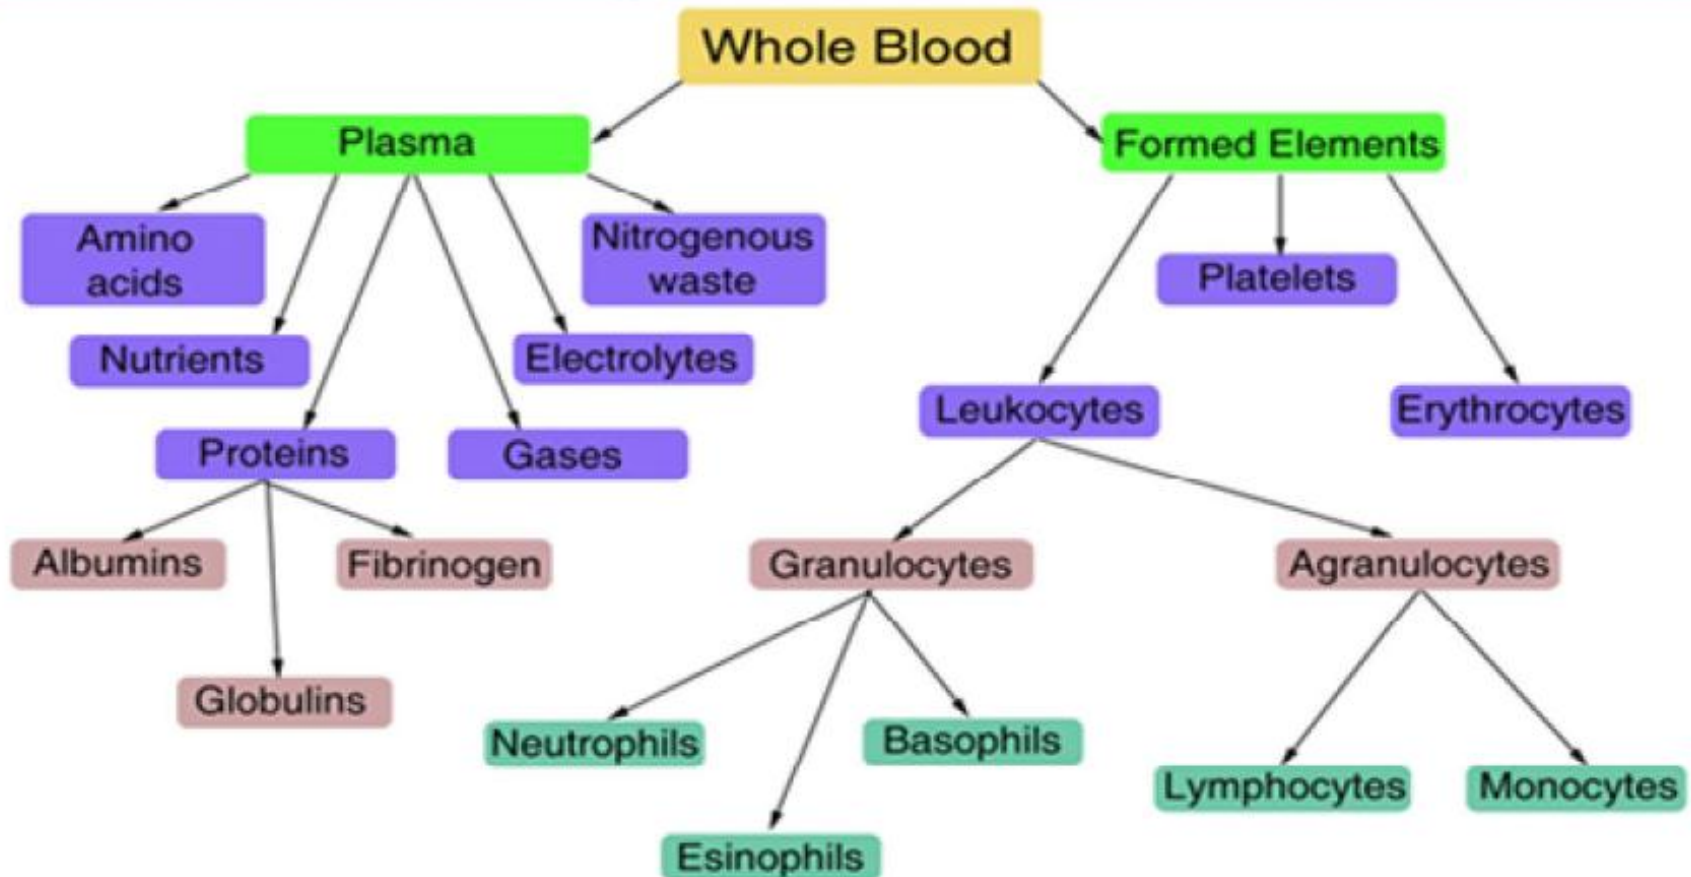 Whole Blood
Plasma
Formed Elements
Amino
acids
Nitrogenous
waste
Platelets
Nutrients
Electrolytes
Leukocytes
Erythrocytes
Proteins
Gases
Albumins
Fibrinogen
Granulocytes
Agranulocytes
Globulins
Neutrophils
Basophils
Lymphocytes
Monocytes
Esinophils